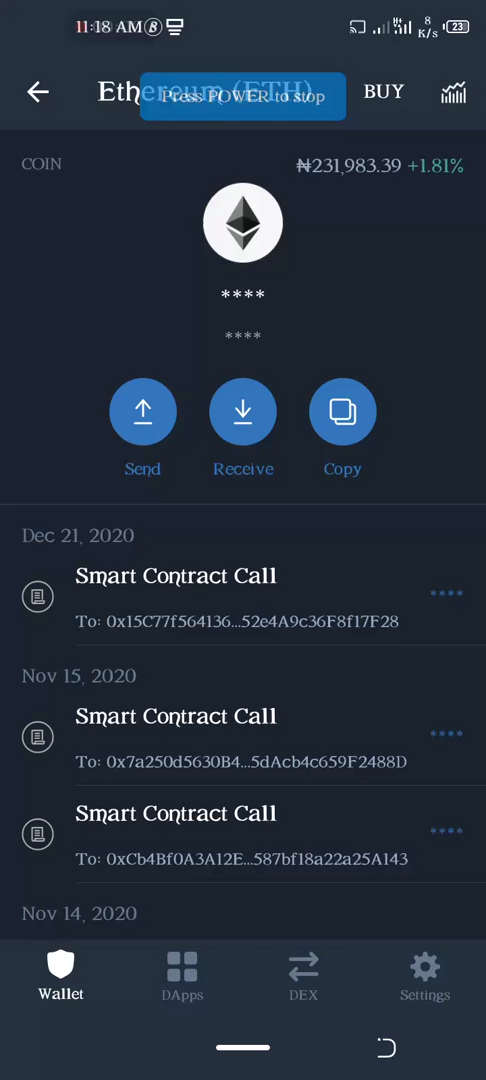 11:18 AM
8
K/s
23
Ethereum (ETH)
Press POWER to stop
BUY
COIN
₦231,983.39 +1.81%
****
****
Send
Receive
Copy
Dec 21, 2020
Smart Contract Call
****
To: 0x15C77f564136...52e4A9c36F8f17F28
Nov 15, 2020
Smart Contract Call
****
To: 0x7a250d5630B4...5dAcb4c659F2488D
Smart Contract Call
****
To: 0xCb4Bf0A3A12E...587bf18a22a25A143
Nov 14, 2020
Wallet
DApps
DEX
Settings